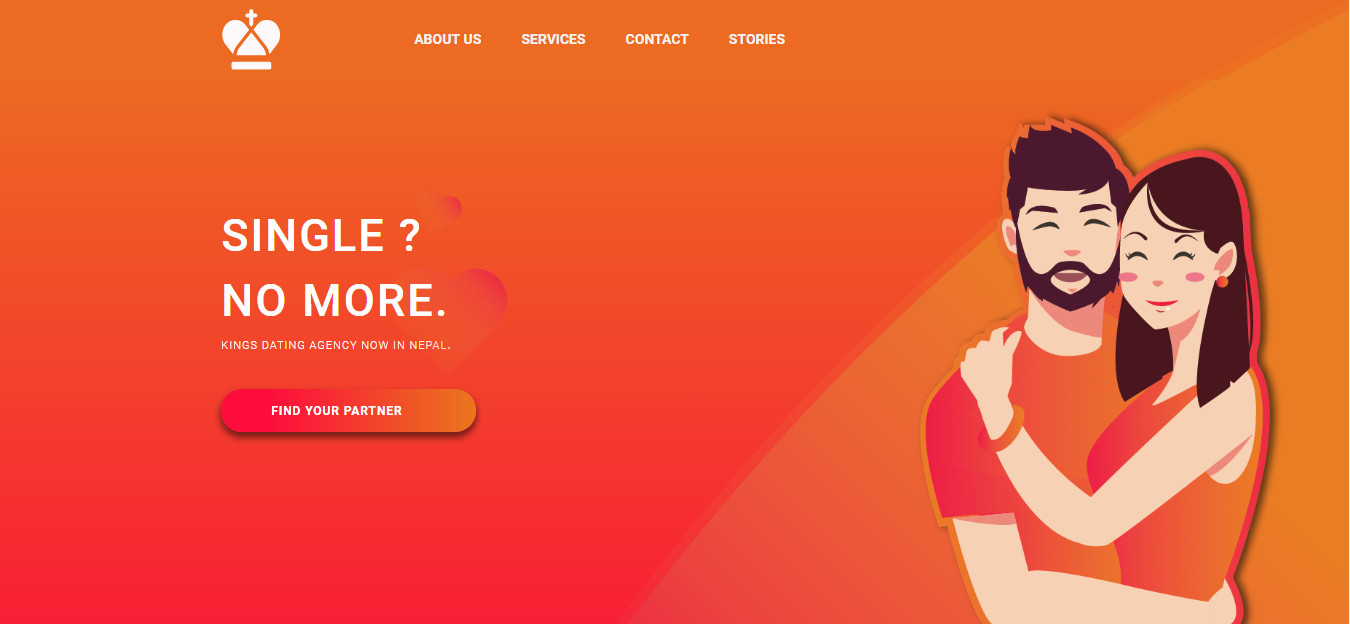 ABOUT US SERVICES CONTACT STORIES
SINGLE ?
NO MORE.
KINGS DATING AGENCY NOW IN NEPAL.
FIND YOUR PARTNER